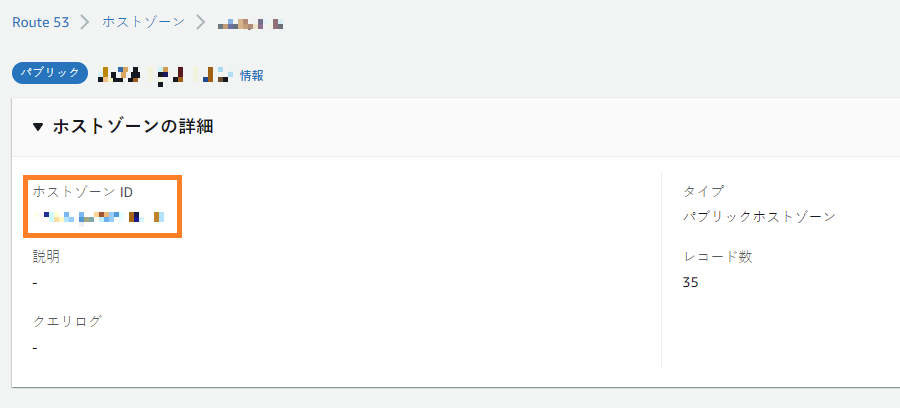 Route 53 > ホストゾーン >
パブリック 情報
▼ ホストゾーンの詳細
ホストゾーン ID
説明
-
クエリログ
-
タイプ
パブリックホストゾーン
レコード数
35